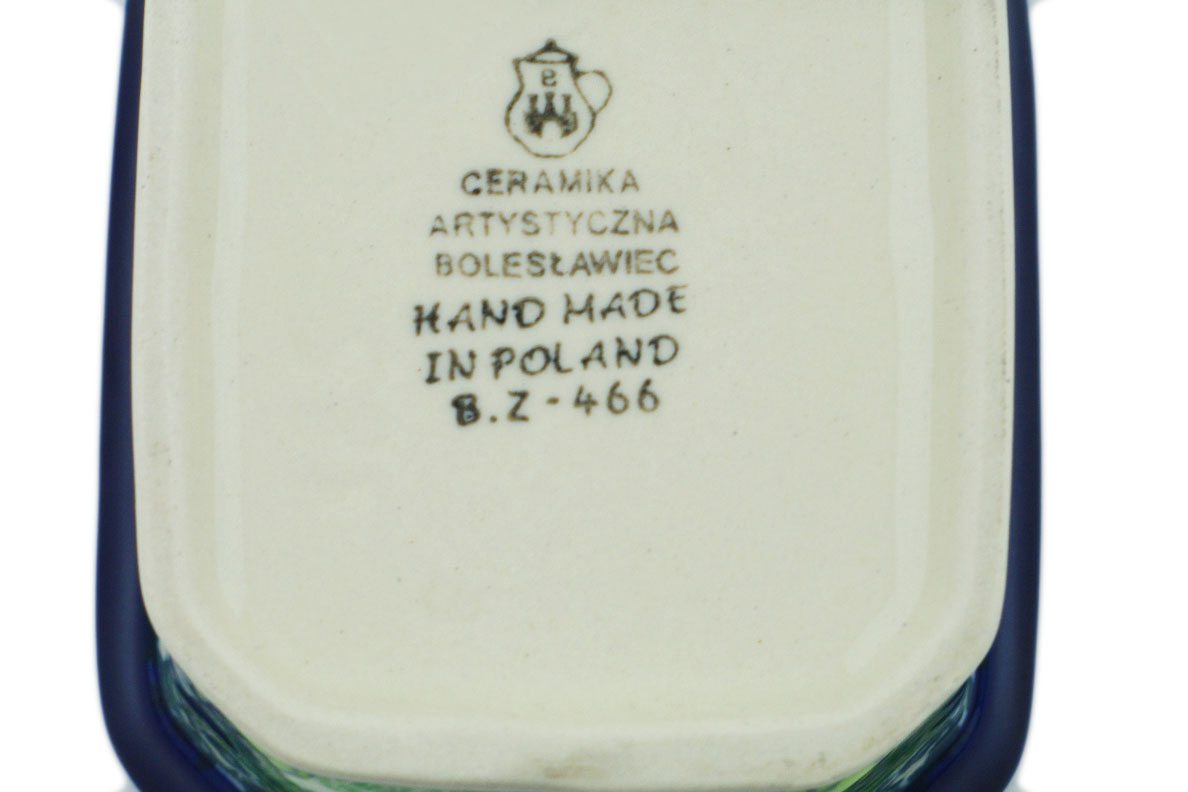 B
CERAMIKA
ARTYSTYCZNA
BOLESŁAWIEC
HAND MADE
IN POLAND
B.Z-466